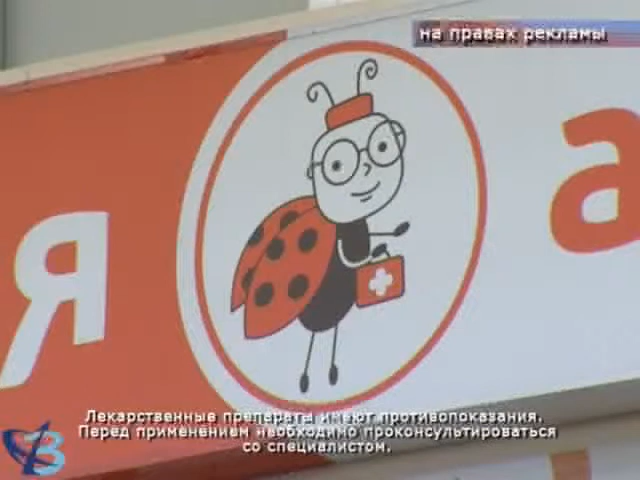 на правах рекламы
я а
Лекарственные препараты имеют противопоказания.
Перед применением необходимо проконсультироваться
со специалистом.